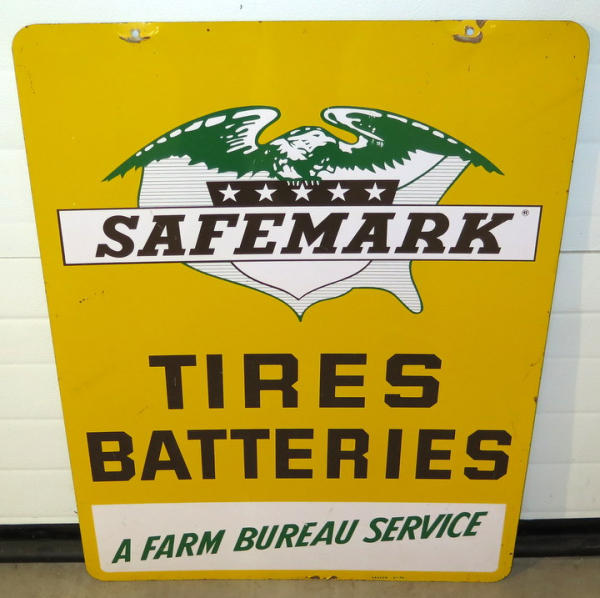 SAFEMARK®
TIRES
BATTERIES
A FARM BUREAU SERVICE